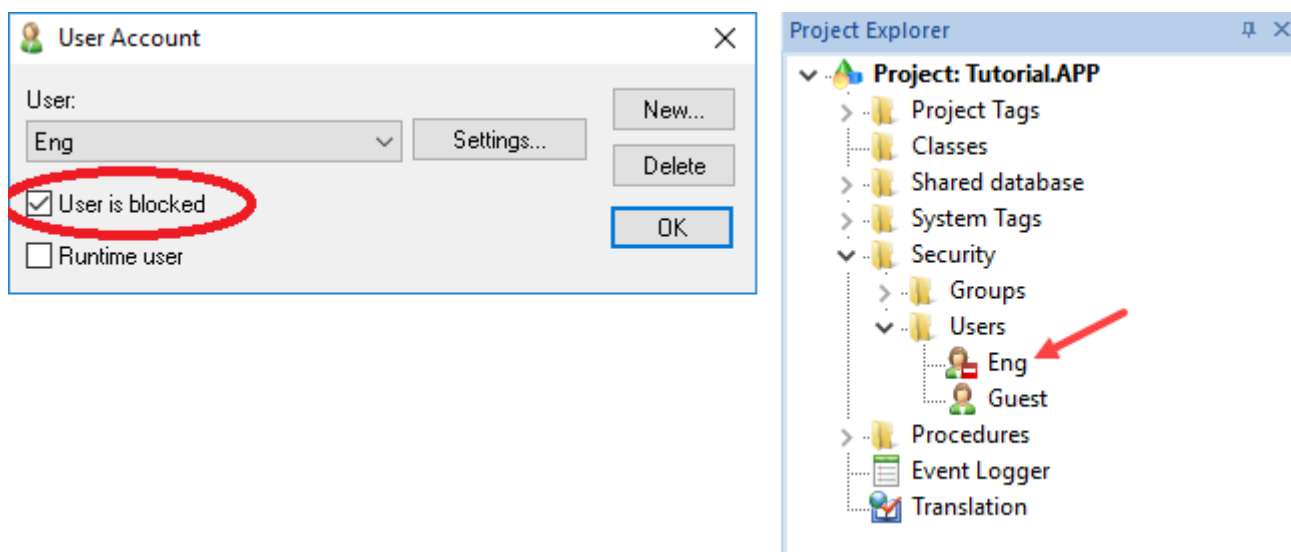 User Account
User:
Eng
Settings...
New...
Delete
User is blocked
OK
Runtime user
Project Explorer
Project: Tutorial.APP
Project Tags
Classes
Shared database
System Tags
Security
Groups
Users
Eng
Guest
Procedures
Event Logger
Translation